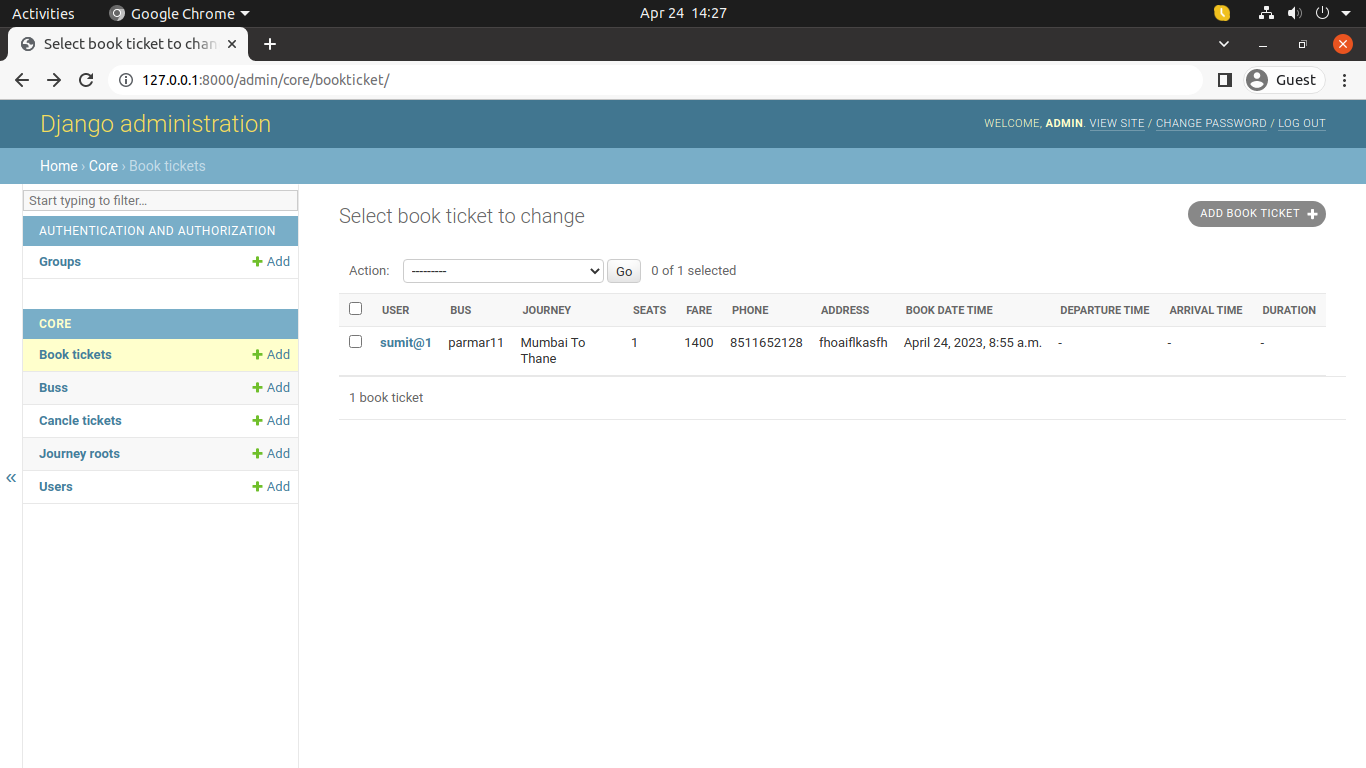 Activities Google Chrome Apr 24 14:27
Select book ticket to chan
127.0.0.1:8000/admin/core/bookticket/ Guest
Django administration WELCOME, ADMIN. VIEW SITE / CHANGE PASSWORD / LOG OUT
Home › Core › Book tickets
Start typing to filter...
AUTHENTICATION AND AUTHORIZATION
Groups Add
CORE
Book tickets Add
Buss Add
Cancle tickets Add
Journey roots Add
Users Add
«
Select book ticket to change ADD BOOK TICKET
Action: --------- Go 0 of 1 selected
USER BUS JOURNEY SEATS FARE PHONE ADDRESS BOOK DATE TIME DEPARTURE TIME ARRIVAL TIME DURATION
sumit@1 parmar11 Mumbai To 1 1400 8511652128 fhoaiflkasfh April 24, 2023, 8:55 a.m. - - -
Thane
1 book ticket